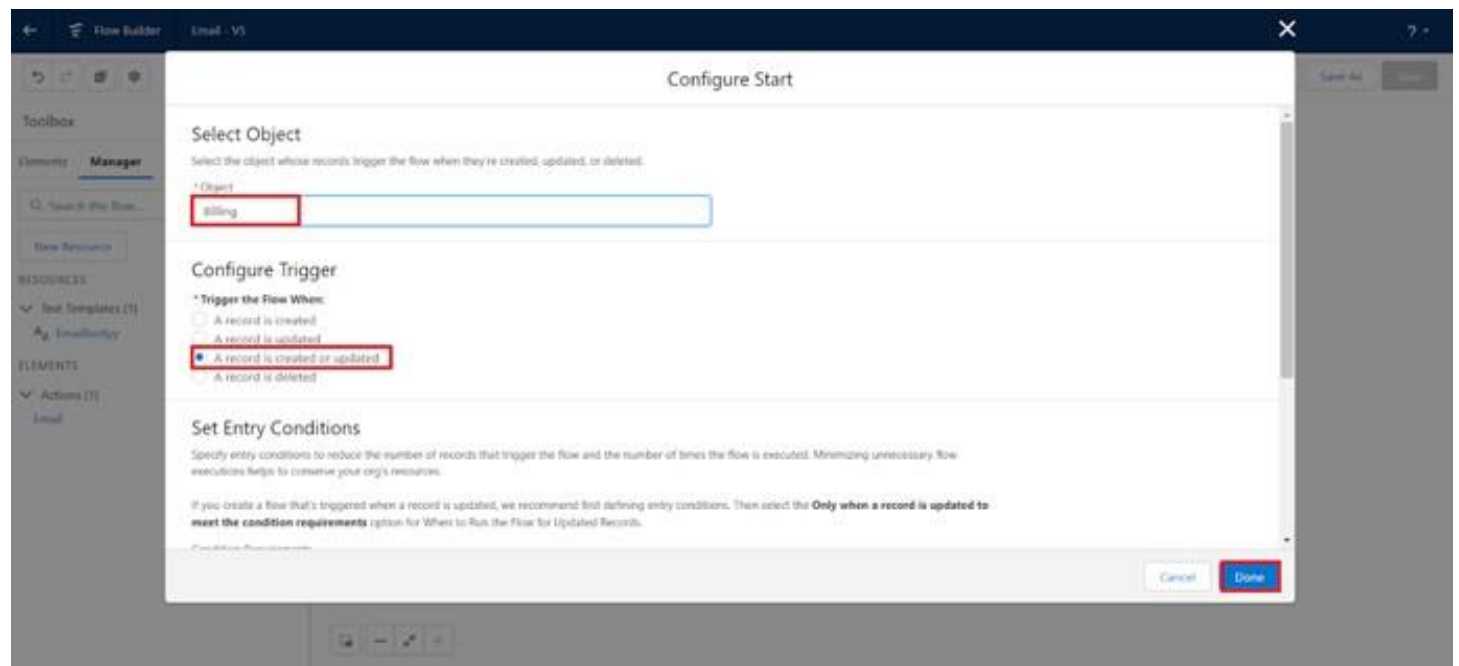 Flow Builder
Email - V5
?
Save As
Configure Start
Toolbox
Elements
Manager
Search this flow...
New Resource
RESOURCES
Text Templates (1)
ELEMENTS
Actions (1)
Email
Select Object
Select the object whose records trigger the flow when they're created, updated, or deleted.
*Object
Billing
Configure Trigger
*Trigger the Flow When:
A record is created
A record is updated
A record is created or updated
A record is deleted
Set Entry Conditions
Specify entry conditions to reduce the number of records that trigger the flow and the number of times the flow is executed. Minimizing unnecessary flow
executions helps to conserve your org's resources.
If you create a flow that's triggered when a record is updated, we recommend first defining entry conditions. Then select the Only when a record is updated to
meet the condition requirements option for When to Run the Flow for Updated Records.
Condition Requirements
Cancel
Done